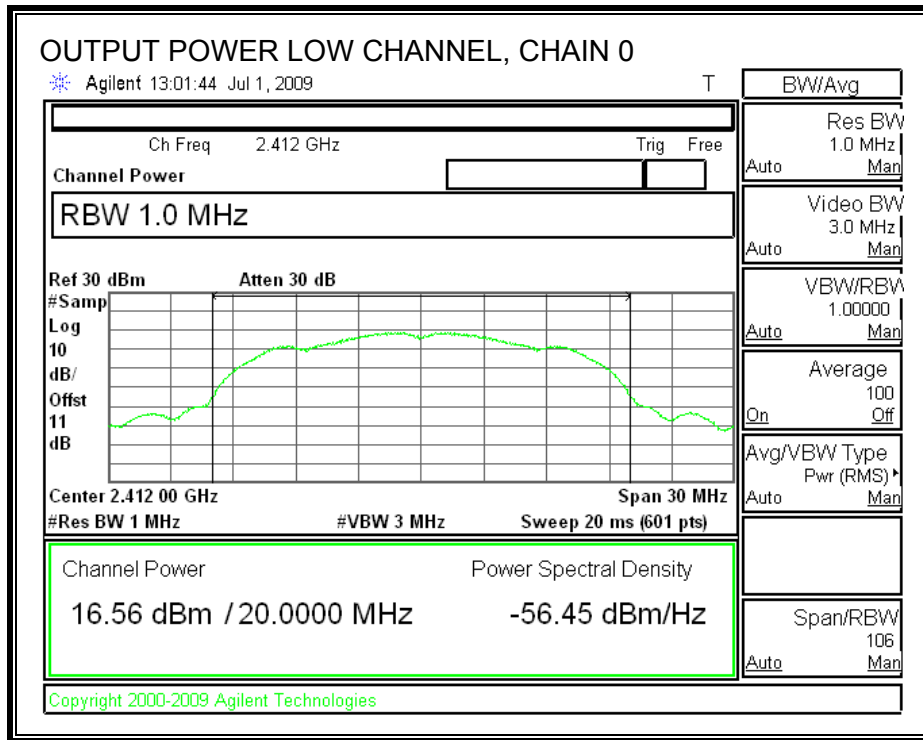 OUTPUT POWER LOW CHANNEL, CHAIN 0
Agilent 13:01:44 Jul 1, 2009 T
Ch Freq 2.412 GHz Trig Free
Channel Power
RBW 1.0 MHz
Ref 30 dBm Atten 30 dB
#Samp
Log
10
dB/
Offst
11
dB
Center 2.412 00 GHz Span 30 MHz
#Res BW 1 MHz #VBW 3 MHz Sweep 20 ms (601 pts)
Channel Power Power Spectral Density
16.56 dBm / 20.0000 MHz -56.45 dBm/Hz
Copyright 2000-2009 Agilent Technologies
BW/Avg
Res BW
1.0 MHz
Auto Man
Video BW
3.0 MHz
Auto Man
VBW/RBW
1.00000
Auto Man
Average
100
On Off
Avg/VBW Type
Pwr (RMS)
Auto Man
Span/RBW
106
Auto Man